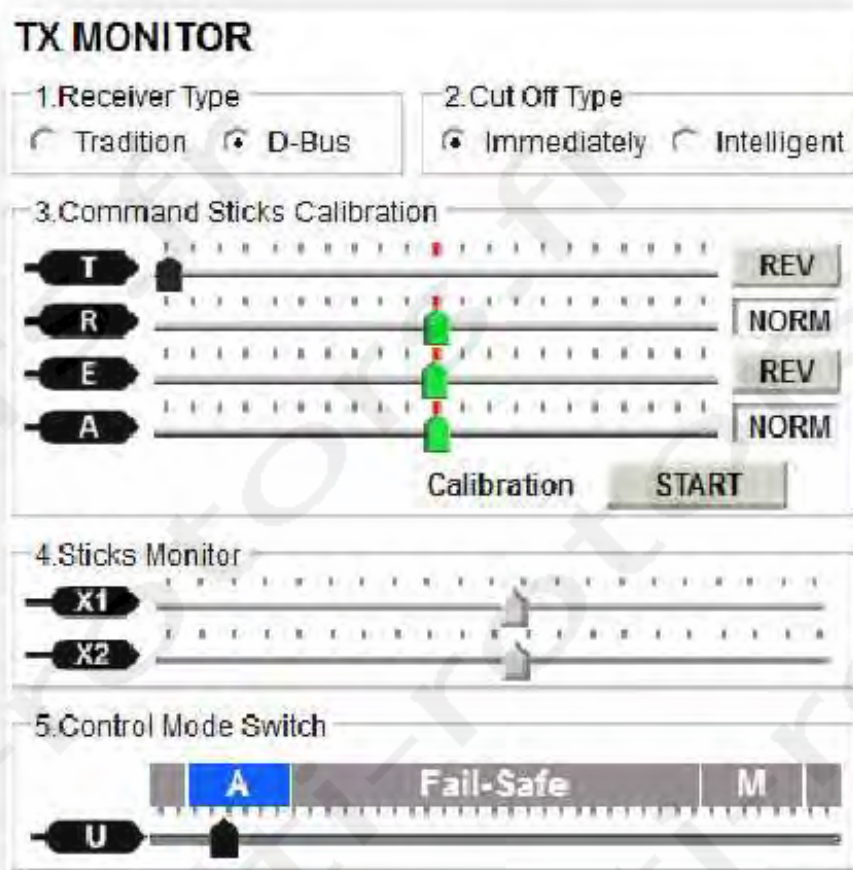 TX MONITOR
1.Receiver Type
Tradition D-Bus
2.Cut Off Type
Immediately Intelligent
3.Command Sticks Calibration
T REV
R NORM
E REV
A NORM
Calibration START
4.Sticks Monitor
X1
X2
5.Control Mode Switch
A Fail-Safe M
U